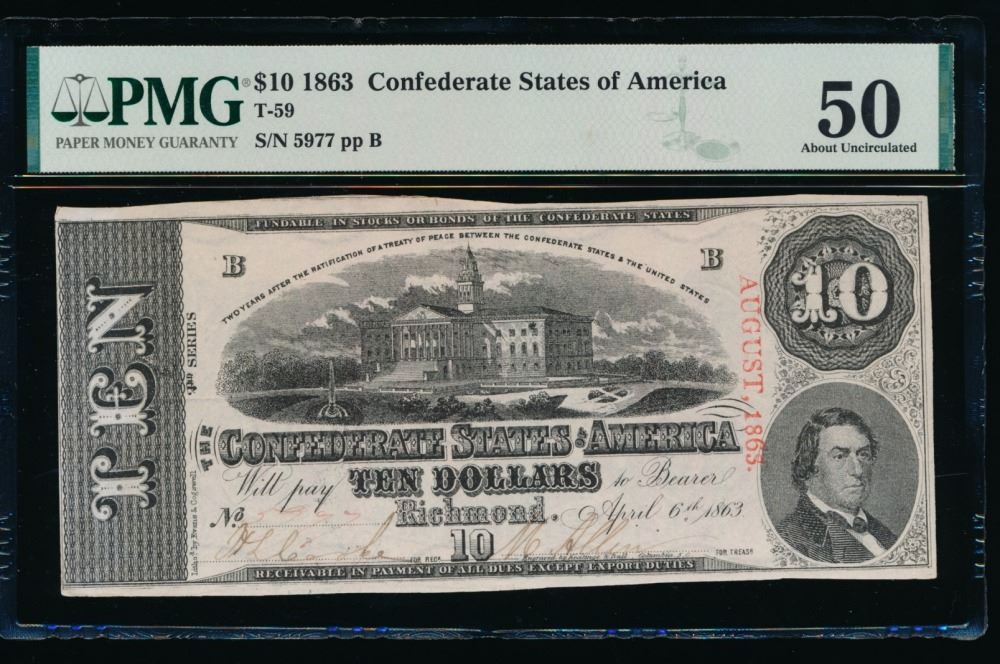 PMG®
PAPER MONEY GUARANTY
$10 1863 Confederate States of America
T-59
S/N 5977 pp B
50
About Uncirculated
FUNDABLE IN STOCKS OR BONDS OF THE CONFEDERATE STATES
TWO YEARS AFTER THE RATIFICATION OF A TREATY OF PEACE BETWEEN THE CONFEDERATE STATES & THE UNITED STATES
B
B
10
TEN
SERIES
AUGUST, 1863.
THE
CONFEDERATE STATES OF AMERICA
Will pay TEN DOLLARS to Bearer
Richmond. April 6th 1863
No
10
FOR REGR
FOR TREASR
Lithog'd by Evans & Cogswell
RECEIVABLE IN PAYMENT OF ALL DUES EXCEPT EXPORT DUTIES